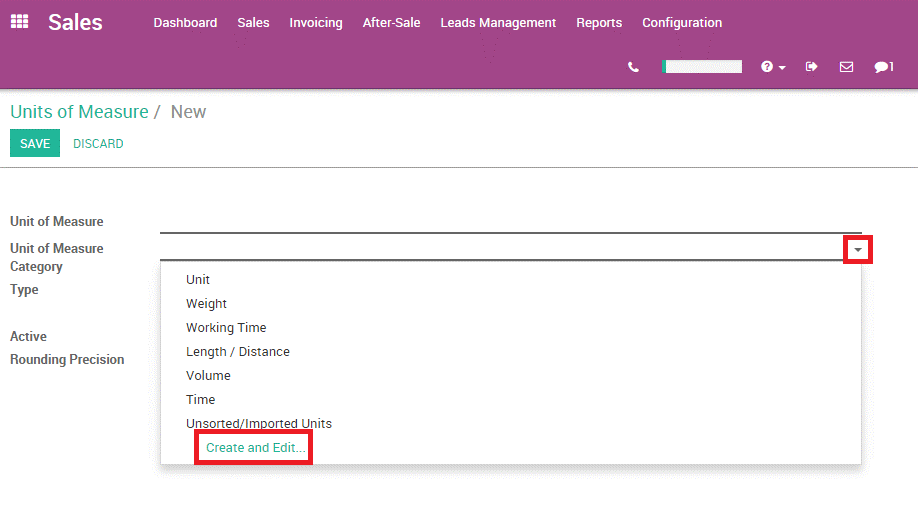 Sales Dashboard Sales Invoicing After-Sale Leads Management Reports Configuration
1
Units of Measure / New
SAVE DISCARD
Unit of Measure
Unit of Measure
Category
Type
Active
Rounding Precision
Unit
Weight
Working Time
Length / Distance
Volume
Time
Unsorted/Imported Units
Create and Edit...